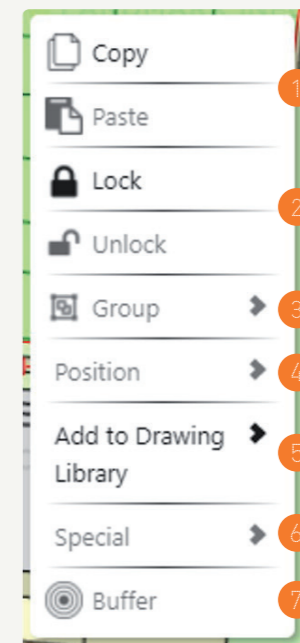 Copy
1
Paste
Lock
2
Unlock
Group
3
Position
4
Add to Drawing
Library
5
Special
6
Buffer
7